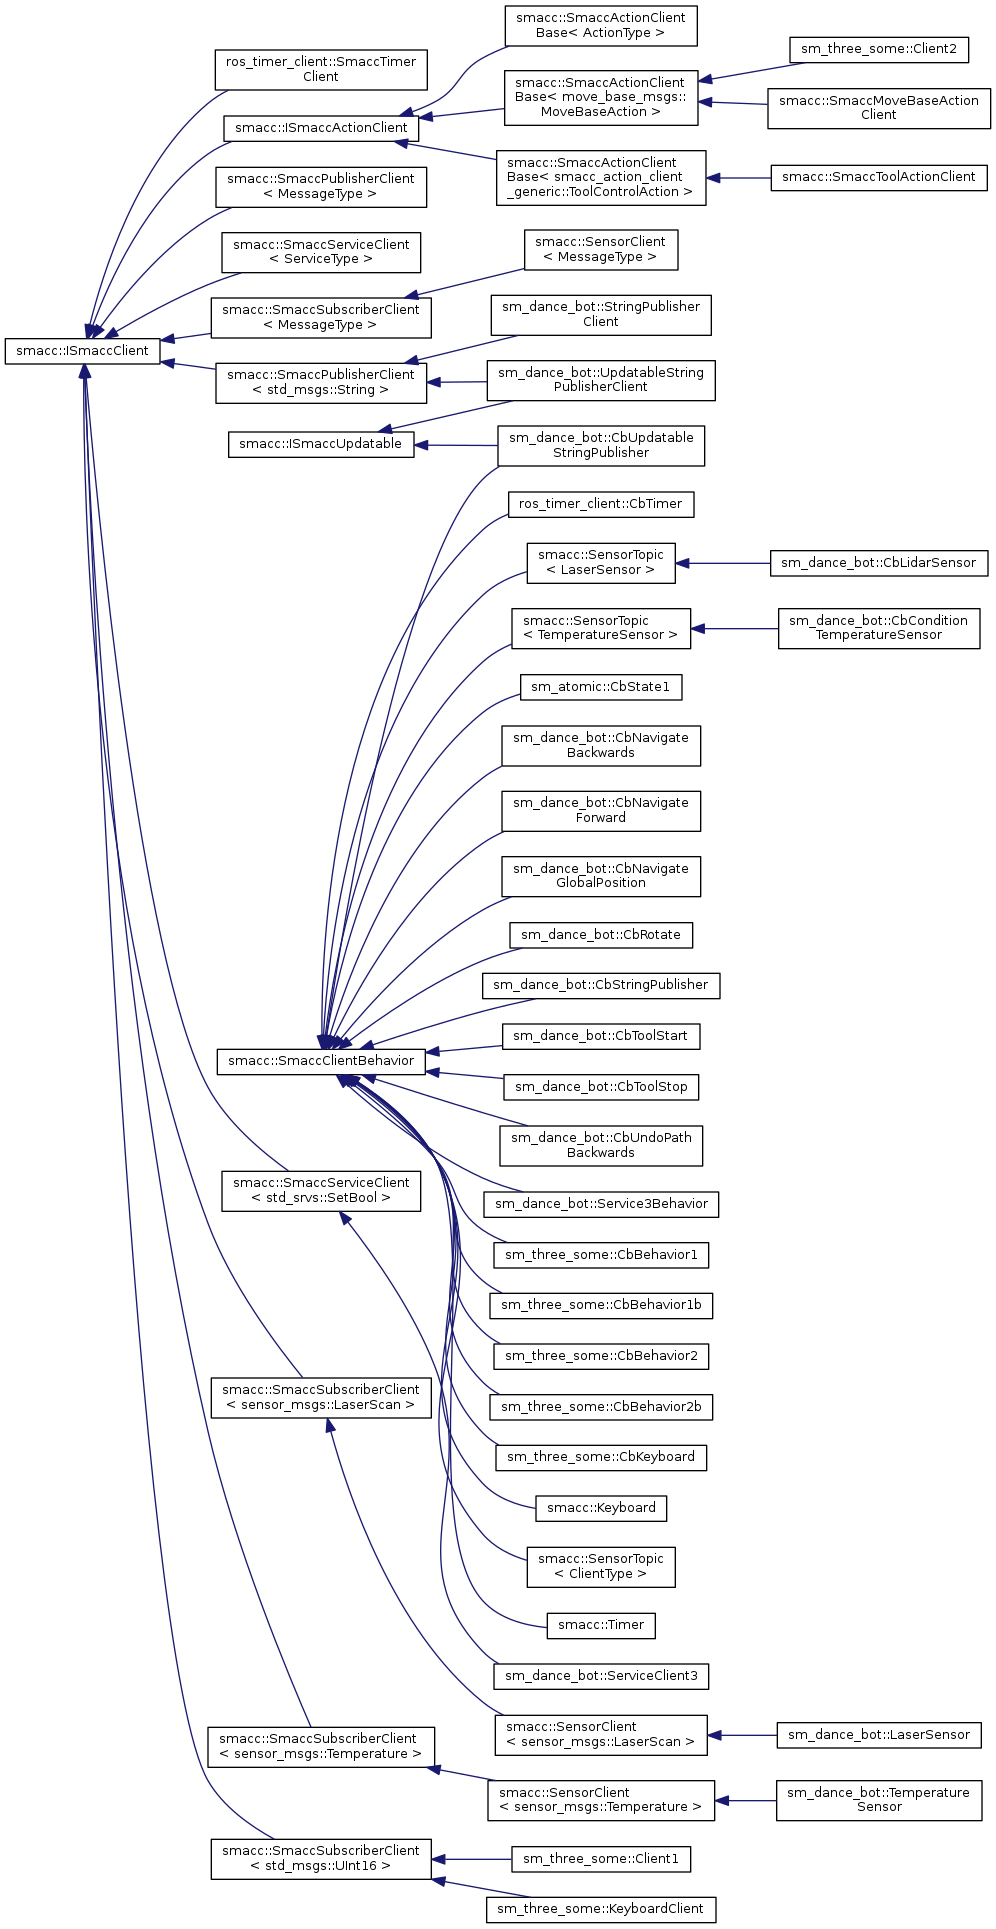 smacc::SmaccActionClient
Base< ActionType >
sm_three_some::Client2
ros_timer_client::SmaccTimer
Client
smacc::SmaccActionClient
Base< move_base_msgs::
MoveBaseAction >
smacc::SmaccMoveBaseAction
Client
smacc::ISmaccActionClient
smacc::SmaccActionClient
Base< smacc_action_client
_generic::ToolControlAction >
smacc::SmaccToolActionClient
smacc::SmaccPublisherClient
< MessageType >
smacc::SmaccServiceClient
< ServiceType >
smacc::SensorClient
< MessageType >
smacc::SmaccSubscriberClient
< MessageType >
sm_dance_bot::StringPublisher
Client
smacc::ISmaccClient
smacc::SmaccPublisherClient
< std_msgs::String >
sm_dance_bot::UpdatableString
PublisherClient
smacc::ISmaccUpdatable
sm_dance_bot::CbUpdatable
StringPublisher
ros_timer_client::CbTimer
smacc::SensorTopic
< LaserSensor >
sm_dance_bot::CbLidarSensor
smacc::SensorTopic
< TemperatureSensor >
sm_dance_bot::CbCondition
TemperatureSensor
sm_atomic::CbState1
sm_dance_bot::CbNavigate
Backwards
sm_dance_bot::CbNavigate
Forward
sm_dance_bot::CbNavigate
GlobalPosition
sm_dance_bot::CbRotate
sm_dance_bot::CbStringPublisher
sm_dance_bot::CbToolStart
smacc::SmaccClientBehavior
sm_dance_bot::CbToolStop
sm_dance_bot::CbUndoPath
Backwards
smacc::SmaccServiceClient
< std_srvs::SetBool >
sm_dance_bot::Service3Behavior
sm_three_some::CbBehavior1
sm_three_some::CbBehavior1b
sm_three_some::CbBehavior2
smacc::SmaccSubscriberClient
< sensor_msgs::LaserScan >
sm_three_some::CbBehavior2b
sm_three_some::CbKeyboard
smacc::Keyboard
smacc::SensorTopic
< ClientType >
smacc::Timer
sm_dance_bot::ServiceClient3
smacc::SensorClient
< sensor_msgs::LaserScan >
sm_dance_bot::LaserSensor
smacc::SmaccSubscriberClient
< sensor_msgs::Temperature >
smacc::SensorClient
< sensor_msgs::Temperature >
sm_dance_bot::Temperature
Sensor
smacc::SmaccSubscriberClient
< std_msgs::UInt16 >
sm_three_some::Client1
sm_three_some::KeyboardClient